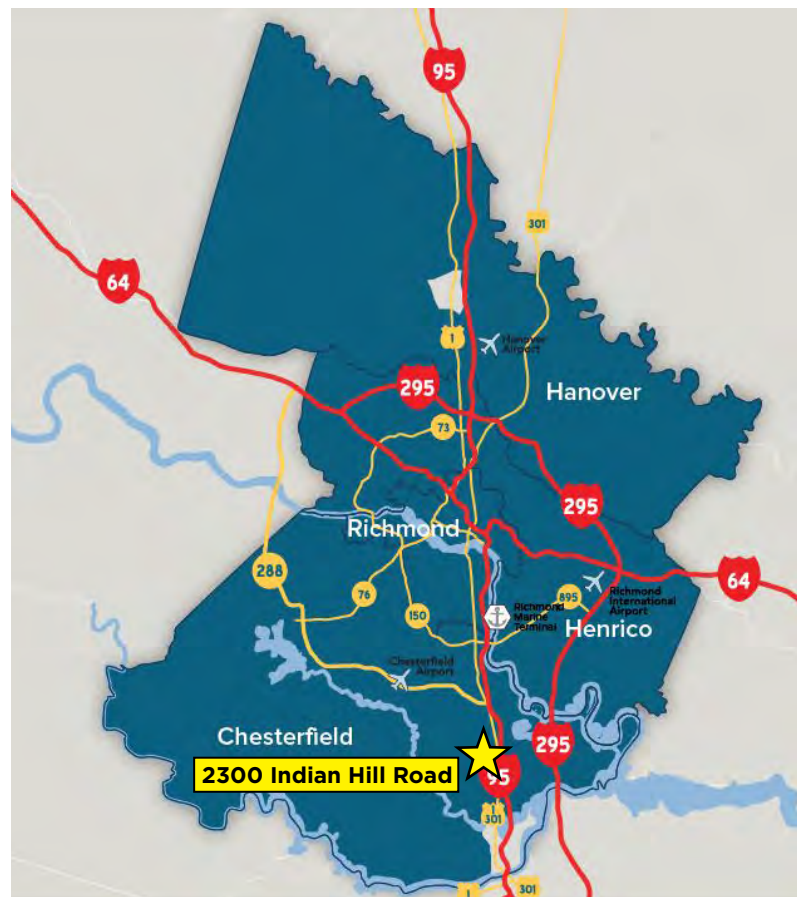 95
301
64
1
Hanover
Airport
295
Hanover
73
295
Richmond
288
76
150
895
Richmond
International
Airport
64
Richmond
Marine
Terminal
Henrico
Chesterfield
Airport
Chesterfield
295
2300 Indian Hill Road
95
1
301
1
301